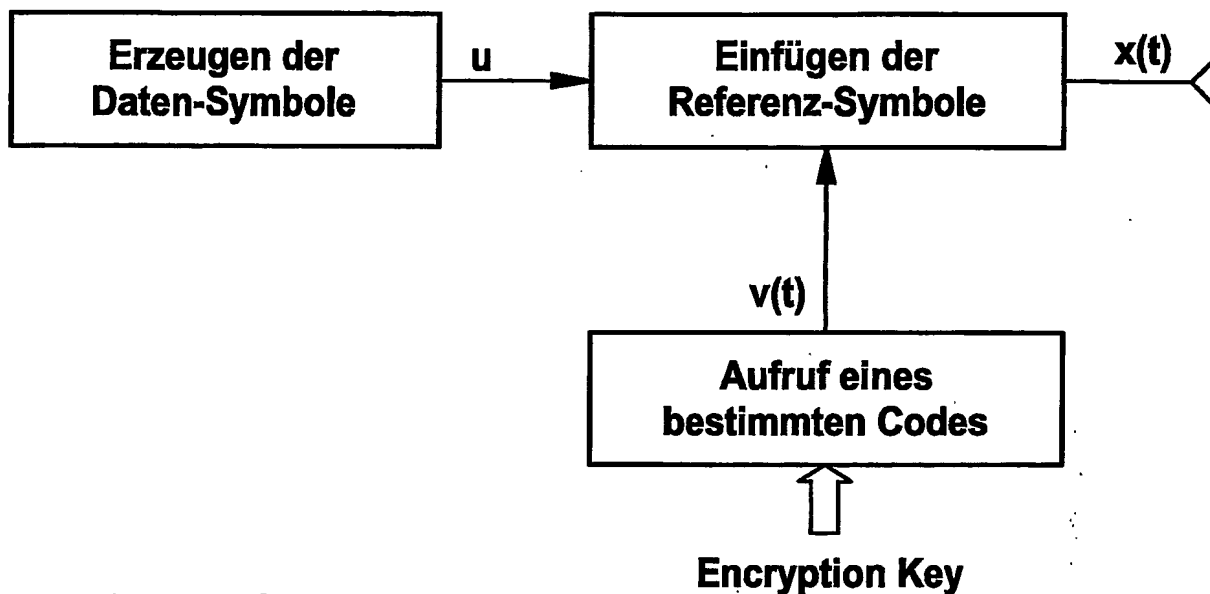 Erzeugen der
Daten-Symbole
u
Einfügen der
Referenz-Symbole
x(t)
v(t)
Aufruf eines
bestimmten Codes
Encryption Key